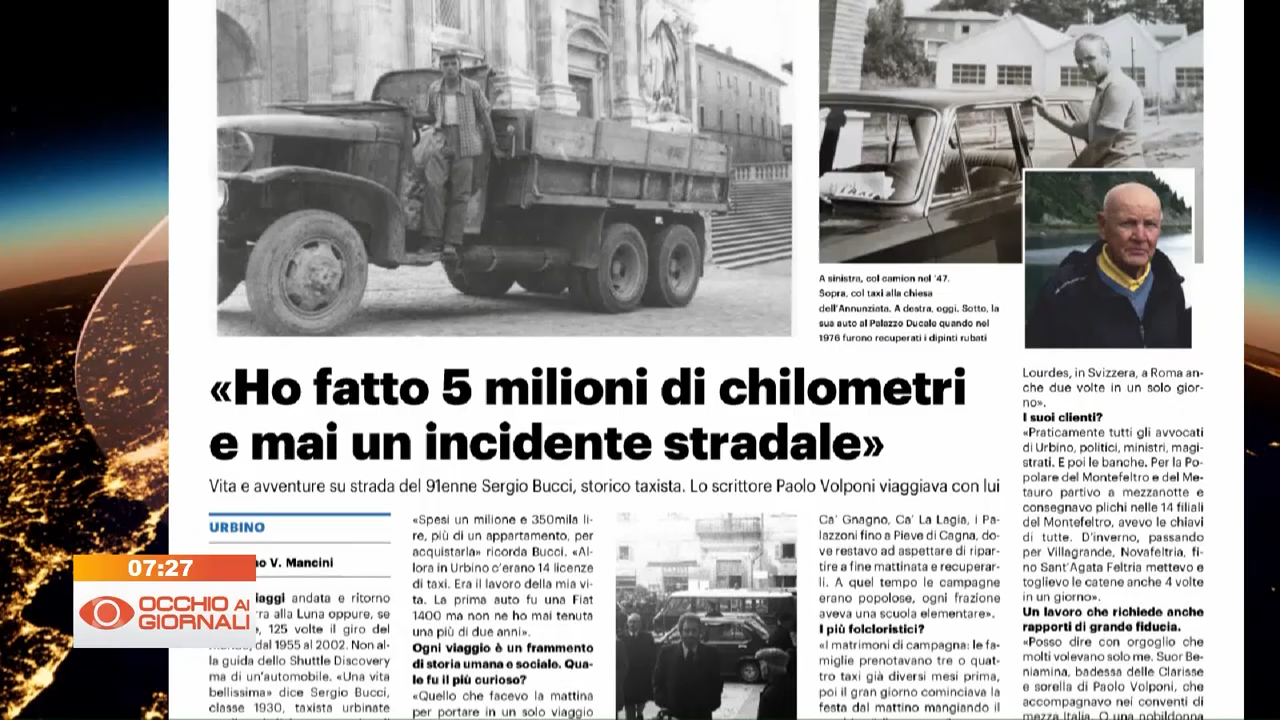 A sinistra, col camion nel '47.
Sopra, col taxi alla chiesa
dell'Annunziata. A destra, oggi. Sotto, la
sua auto al Palazzo Ducale quando nel
1976 furono recuperati i dipinti rubati
«Ho fatto 5 milioni di chilometri
e mai un incidente stradale»
Vita e avventure su strada del 91enne Sergio Bucci, storico taxista. Lo scrittore Paolo Volponi viaggiava con lui
URBINO
V. Mancini
andata e ritorno
alla Luna oppure, se
125 volte il giro del
dal 1955 al 2002. Non al-
la guida dello Shuttle Discovery
ma di un'automobile. «Una vita
bellissima» dice Sergio Bucci,
classe 1930, taxista urbinate
«Spesi un milione e 350mila li-
re, più di un appartamento, per
acquistarla» ricorda Bucci. «Al-
lora in Urbino c'erano 14 licenze
di taxi. Era il lavoro della mia vi-
ta. La prima auto fu una Fiat
1400 ma non ne ho mai tenuta
una più di due anni».
Ogni viaggio è un frammento
di storia umana e sociale. Qua-
le fu il più curioso?
«Quello che facevo la mattina
per portare in un solo viaggio
Ca' Gnagno, Ca' La Lagia, i Pa-
lazzoni fino a Pieve di Cagna, do-
ve restavo ad aspettare di ripar-
tire a fine mattinata e recuperar-
li. A quel tempo le campagne
erano popolose, ogni frazione
aveva una scuola elementare».
I più folcloristici?
«I matrimoni di campagna: le fa-
miglie prenotavano tre o quat-
tro taxi già diversi mesi prima,
poi il gran giorno cominciava la
festa dal mattino mangiando il
Lourdes, in Svizzera, a Roma an-
che due volte in un solo gior-
no».
I suoi clienti?
«Praticamente tutti gli avvocati
di Urbino, politici, ministri, magi-
strati. E poi le banche. Per la Po-
polare del Montefeltro e del Me-
tauro partivo a mezzanotte e
consegnavo plichi nelle 14 filiali
del Montefeltro, avevo le chiavi
di tutte. D'inverno, passando
per Villagrande, Novafeltria, fi-
no Sant'Agata Feltria mettevo e
toglievo le catene anche 4 volte
in un giorno».
Un lavoro che richiede anche
rapporti di grande fiducia.
«Posso dire con orgoglio che
molti volevano solo me. Suor Be-
niamina, badessa delle Clarisse
e sorella di Paolo Volponi, che
accompagnavo nei conventi di
mezza Italia. O una nobildonna
07:27
OCCHIO AI
GIORNALI